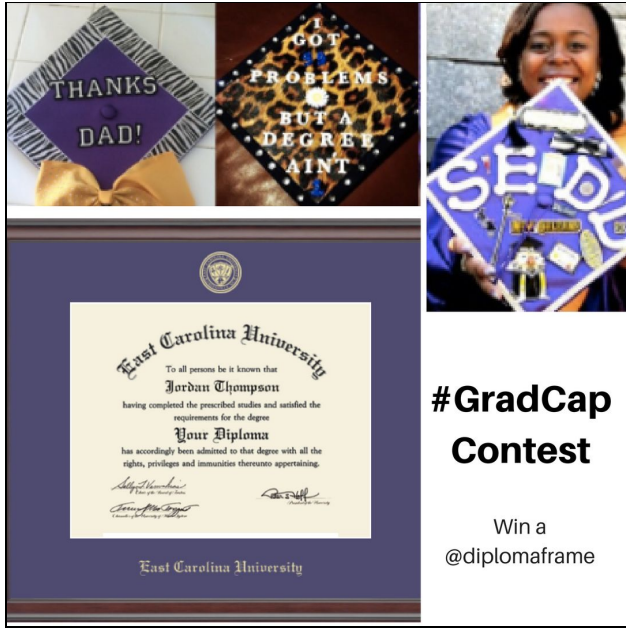 THANKS
DAD!
I
GOT
PROBLEMS
BUT A
DEGREE
AINT
East Carolina University
To all persons be it known that
Jordan Thompson
having completed the prescribed studies and satisfied the
requirements for the degree
Your Diploma
has accordingly been admitted to that degree with all the
rights, privileges and immunities thereunto appertaining.
East Carolina University
#GradCap
Contest
Win a
@diplomaframe